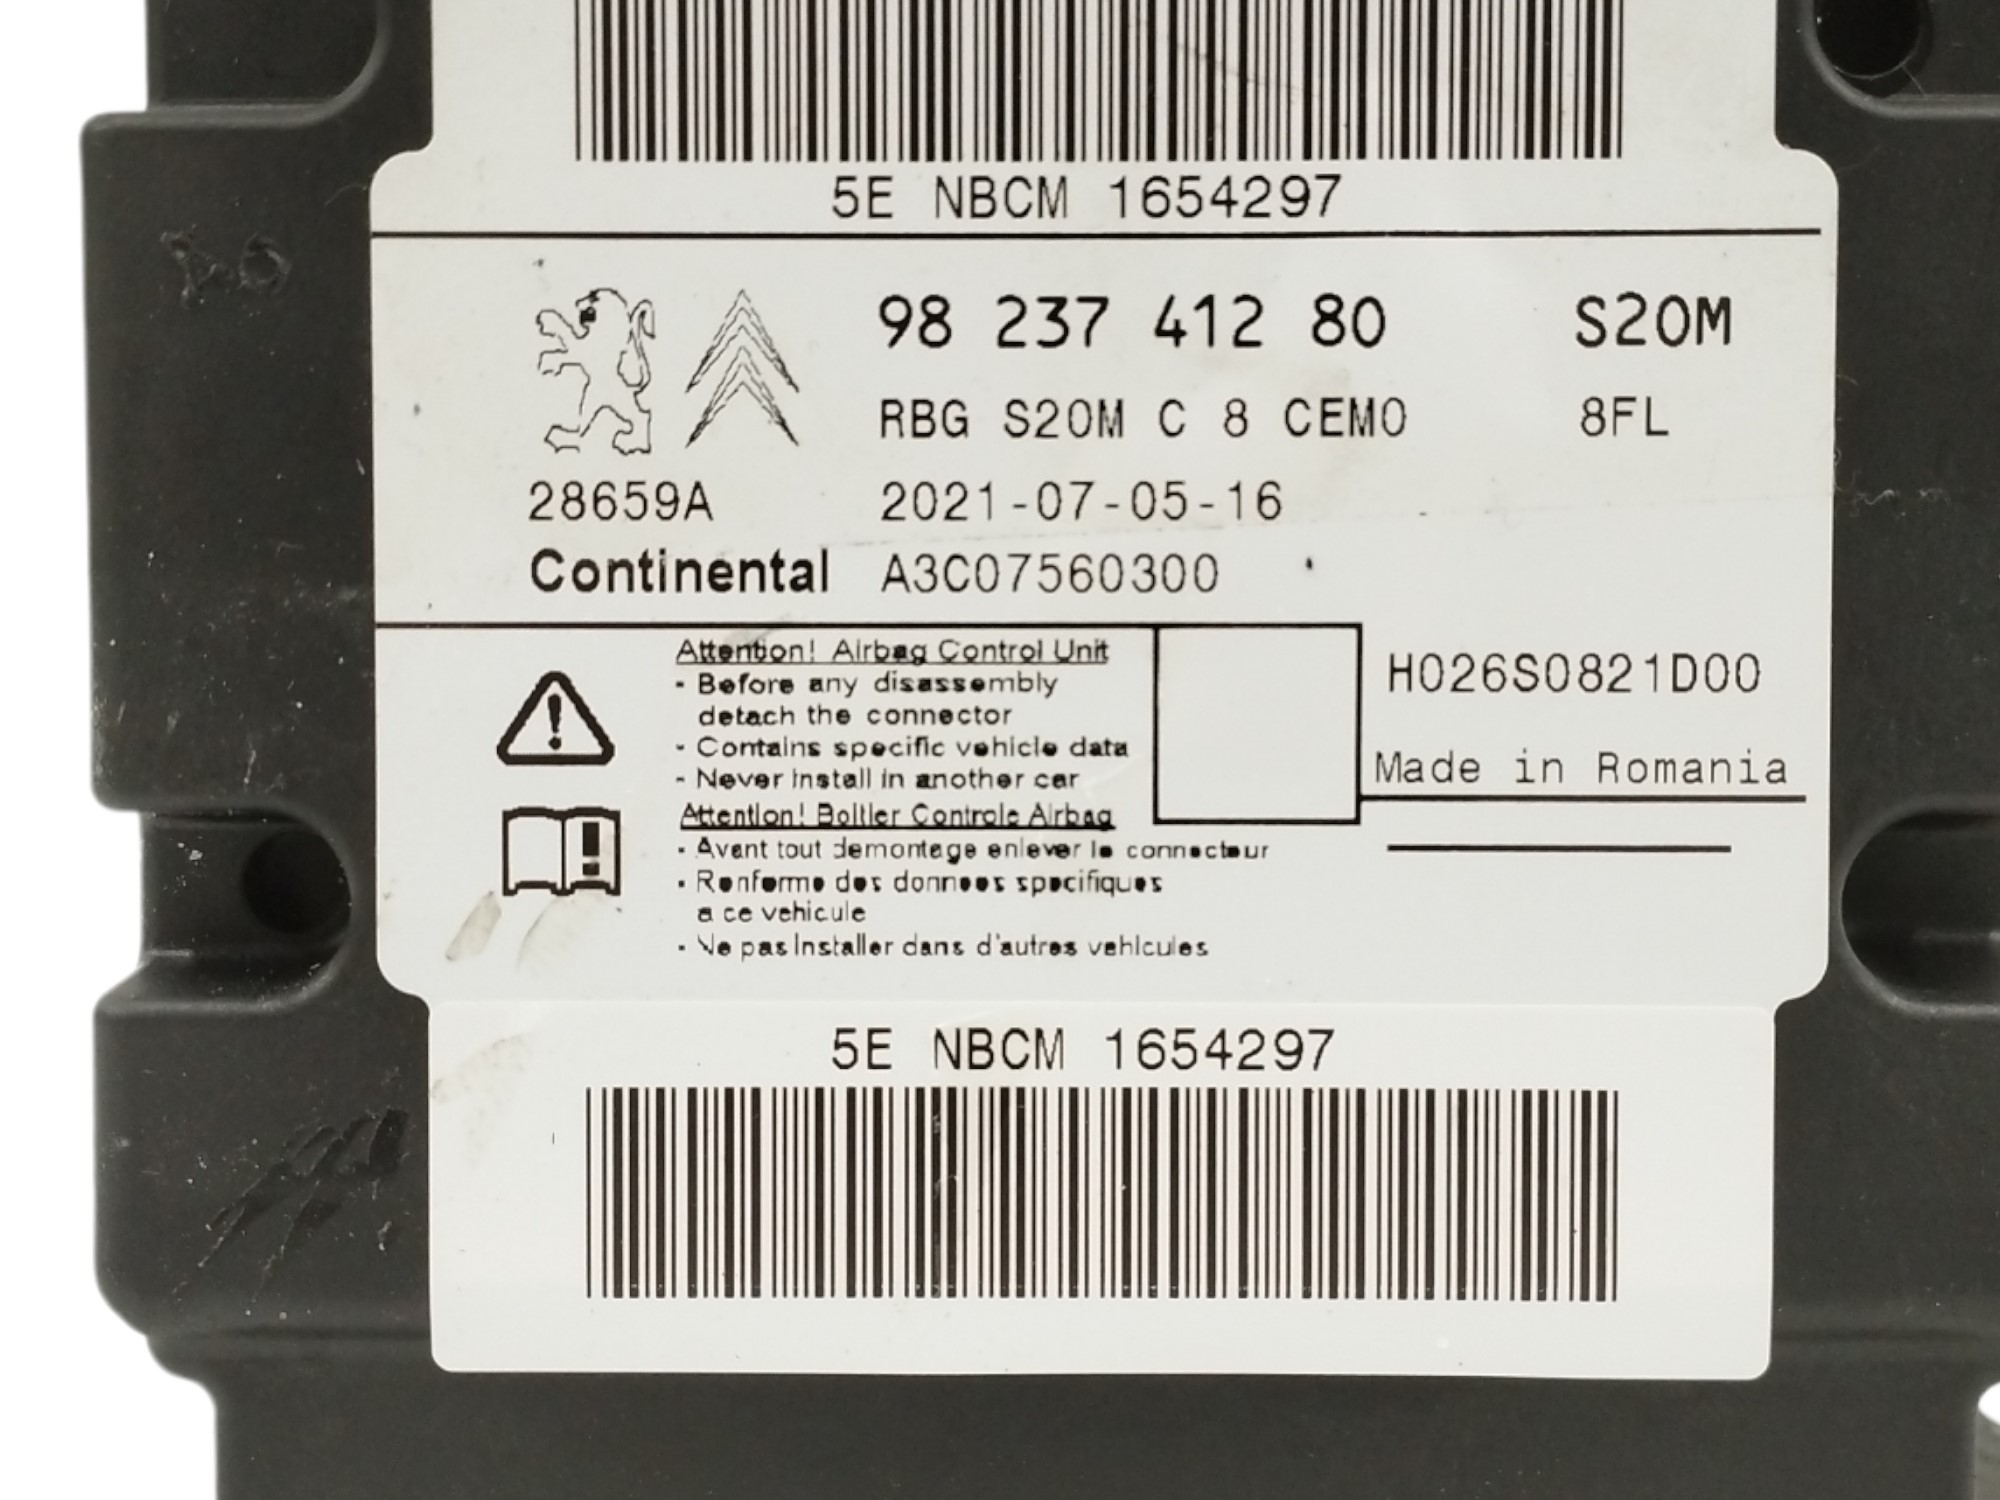 5E NBCM 1654297
98 237 412 80 S20M
RBG S20M C 8 CEMO 8FL
28659A 2021-07-05-16
Continental A3C07560300
Attention! Airbag Control Unit
- Before any disassembly
detach the connector
- Contains specific vehicle data
- Never install in another car
H026S0821D00
Made in Romania
Attention! Boitier Controle Airbag
- Avant tout demontage enlever le connecteur
- Renferme des donnees specifiques
a ce vehicule
- Ne pas installer dans d'autres vehicules
5E NBCM 1654297